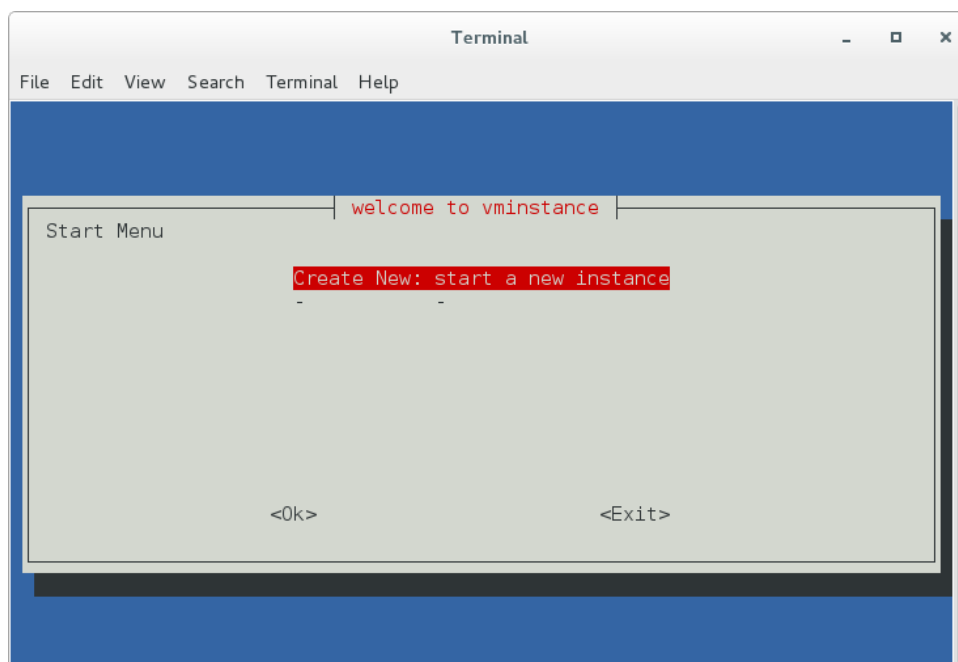 Terminal
File Edit View Search Terminal Help
welcome to vminstance
Start Menu
Create New: start a new instance
- -
<Ok> <Exit>